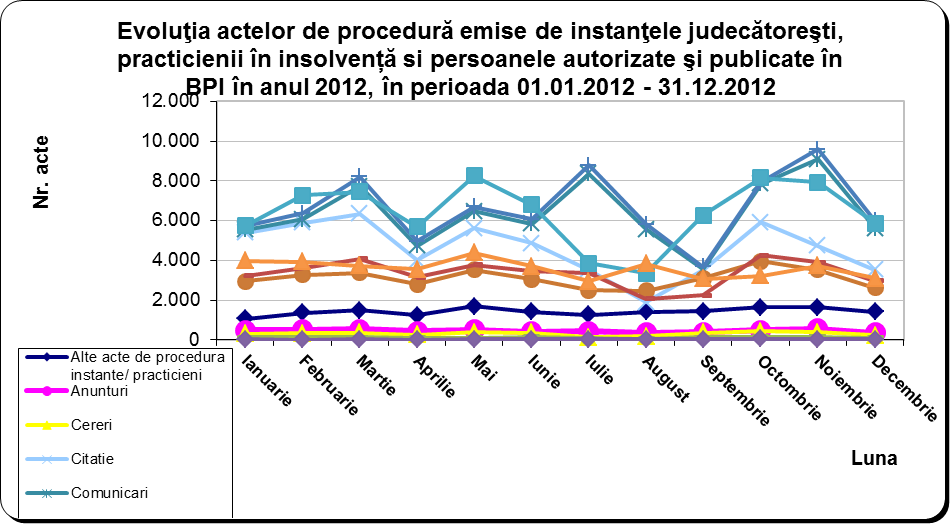 Evoluţia actelor de procedură emise de instanţele judecătoreşti,
practicienii în insolvență si persoanele autorizate şi publicate în
BPI în anul 2012, în perioada 01.01.2012 - 31.12.2012
Nr. acte
12.000
10.000
8.000
6.000
4.000
2.000
0
Ianuarie
Februarie
Martie
Aprilie
Mai
Iunie
Iulie
August
Septembrie
Octombrie
Noiembrie
Decembrie
Luna
Alte acte de procedura
instante/ practicieni
Anunturi
Cereri
Citatie
Comunicari